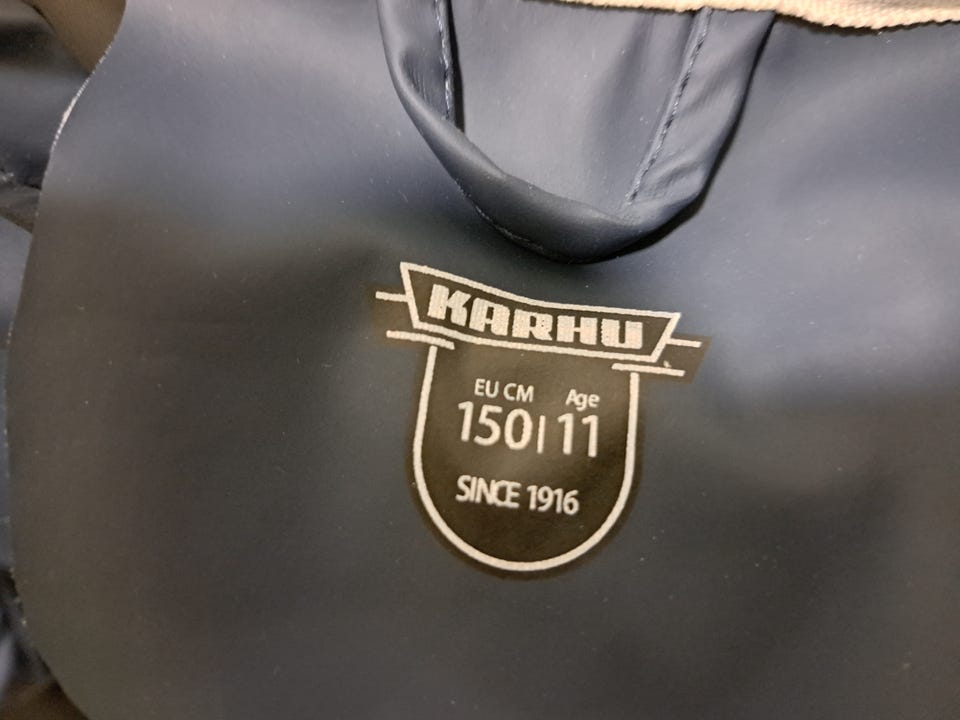 KARHU
EU CM Age
150 | 11
SINCE 1916